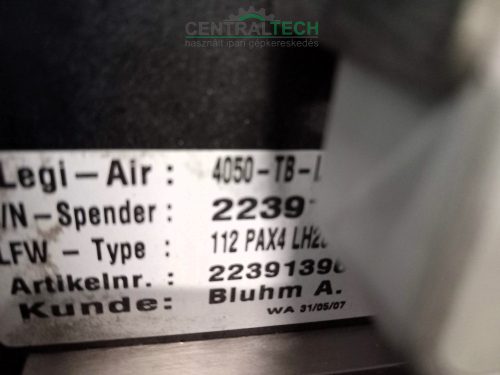 CENTRALTECH
használt ipari gépkereskedés
Legi-Air: 4050-TB-
/N-Spender: 2239
LFW-Type: 112 PAX4
Artikelnr.: 2239139
Kunde: Bluhm A.
WA 31/05/07